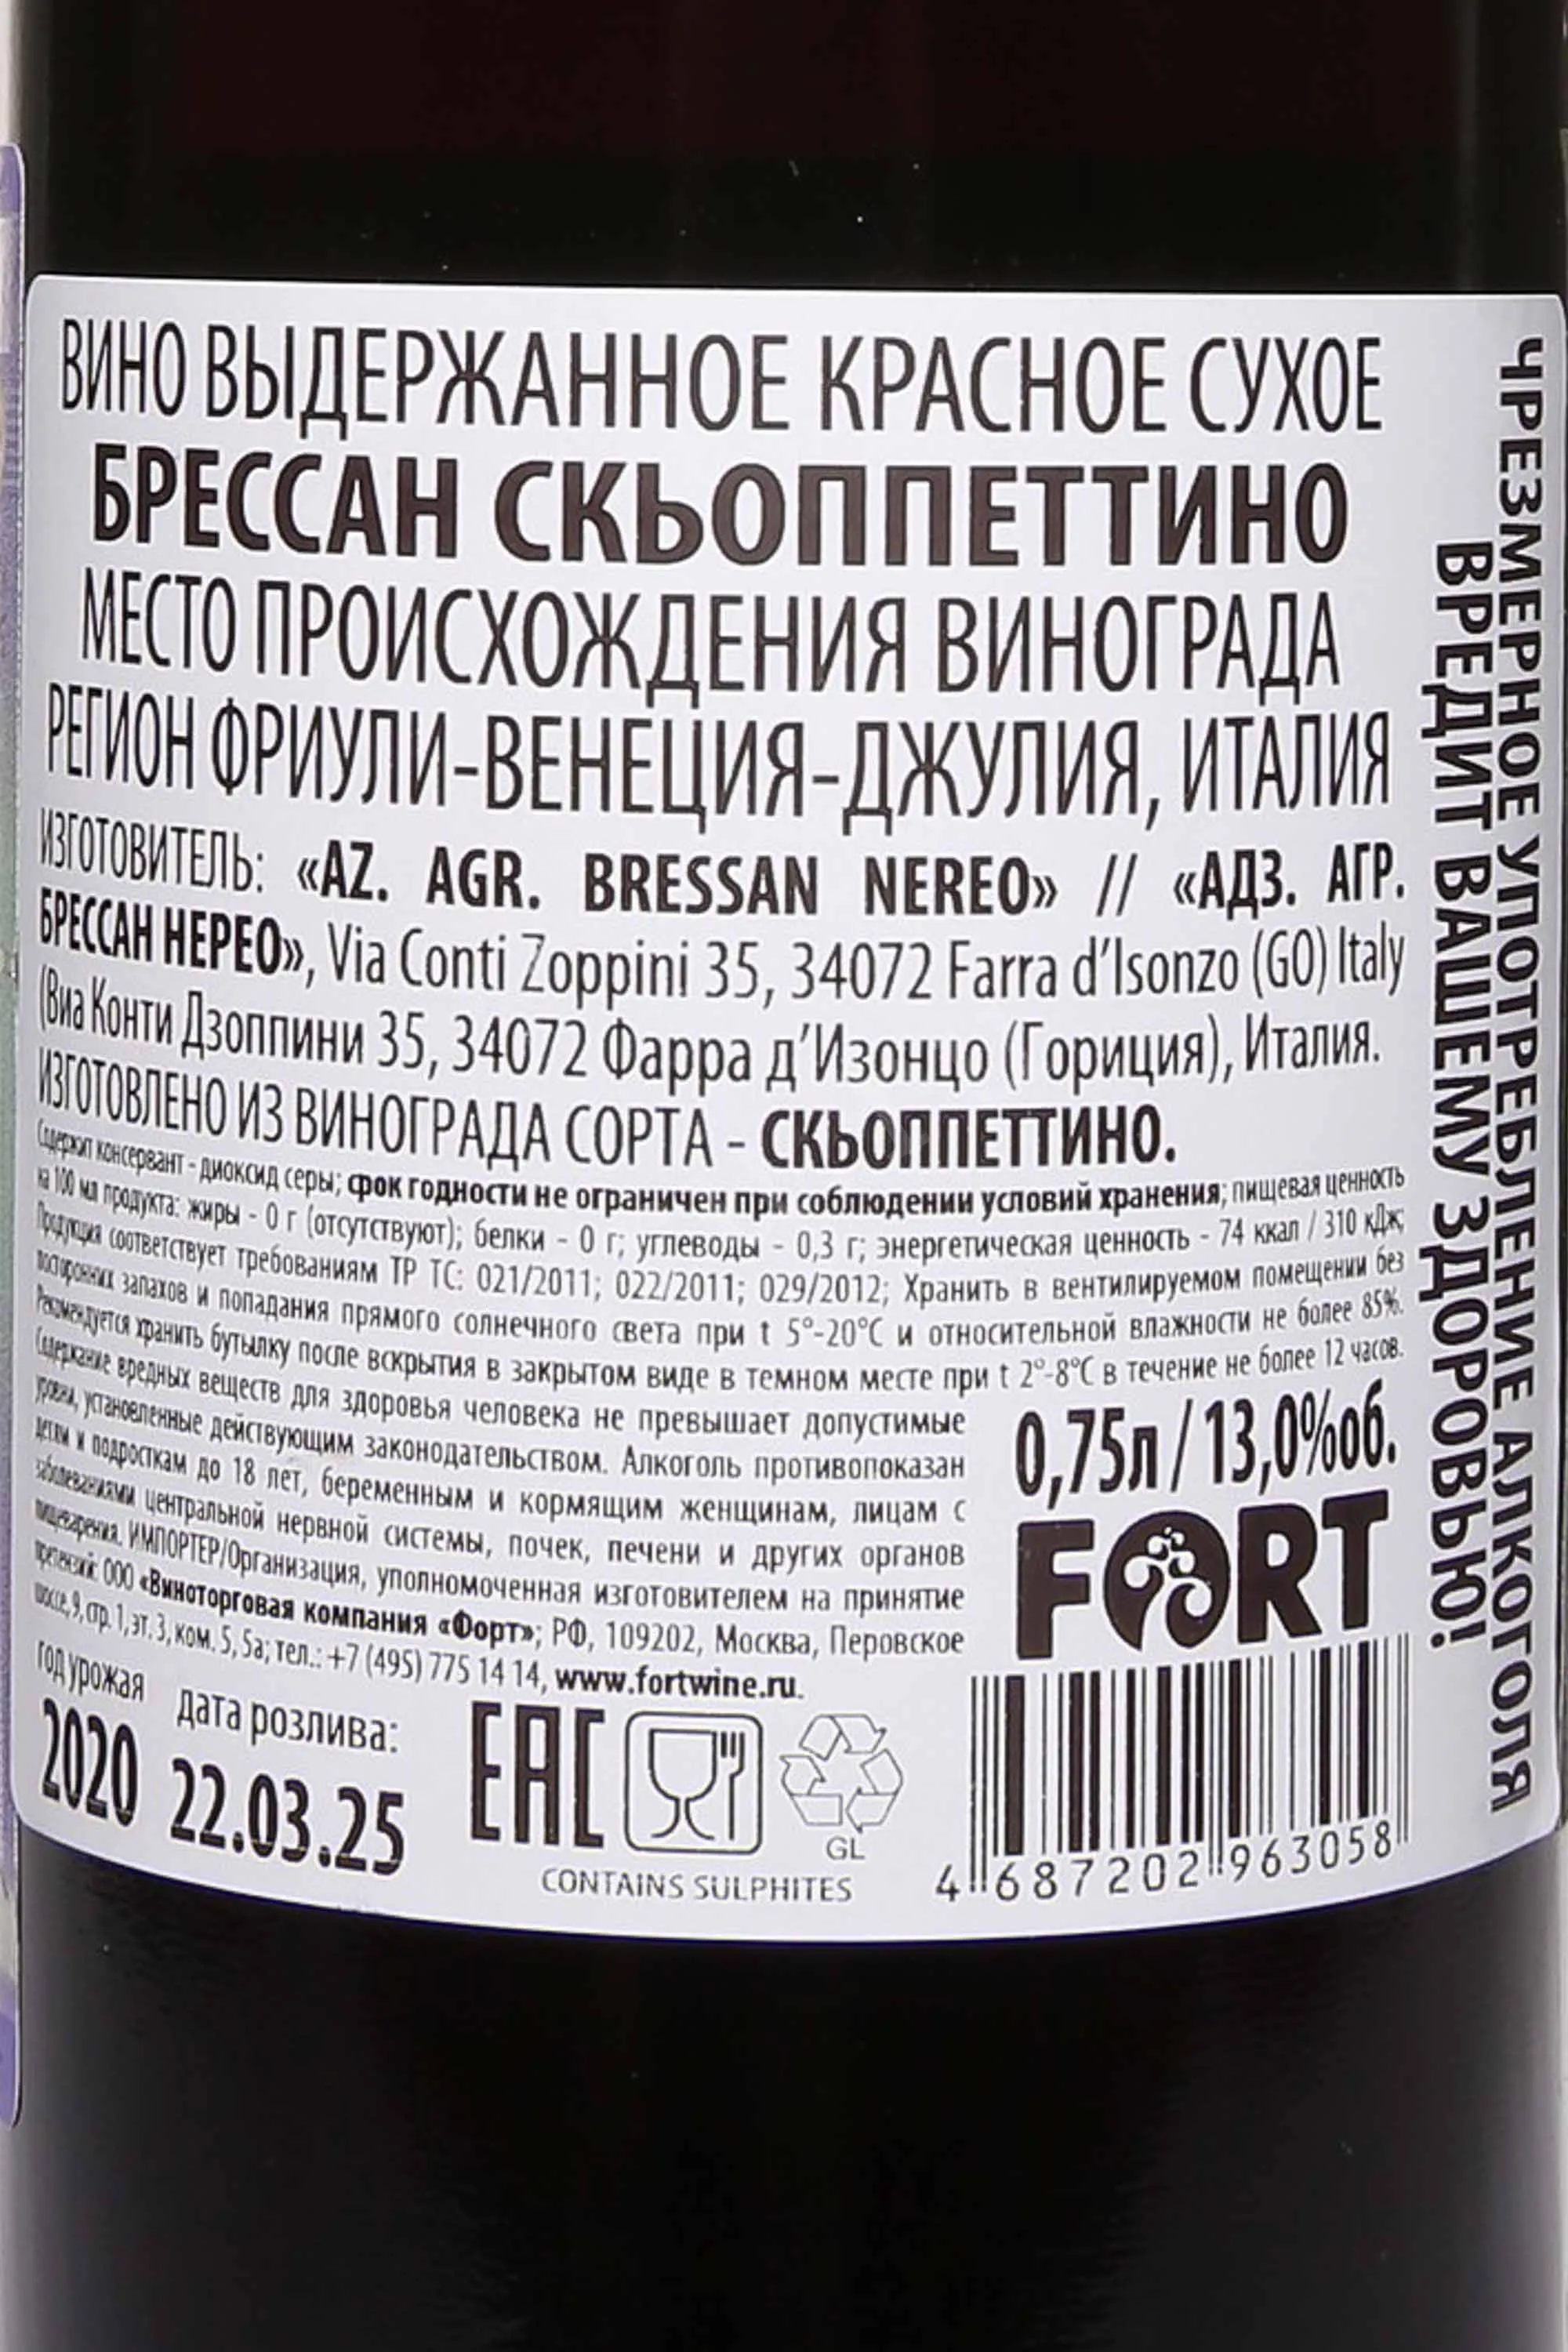 ВИНО ВЫДЕРЖАННОЕ КРАСНОЕ СУХОЕ
БРЕССАН СКЬОППЕТТИНО
МЕСТО ПРОИСХОЖДЕНИЯ ВИНОГРАДА
РЕГИОН ФРИУЛИ-ВЕНЕЦИЯ-ДЖУЛИЯ, ИТАЛИЯ
ИЗГОТОВИТЕЛЬ: «AZ. AGR. BRESSAN NEREO» // «АДЗ. АГР.
БРЕССАН НЕРЕО», Via Conti Zoppini 35, 34072 Farra d’Isonzo (GO) Italy
(Виа Конти Дзоппини 35, 34072 Фарра д’Изонцо (Гориция), Италия.
ИЗГОТОВЛЕНО ИЗ ВИНОГРАДА СОРТА - СКЬОППЕТТИНО.
Содержит консервант - диоксид серы; срок годности не ограничен при соблюдении условий хранения; пищевая ценность
на 100 мл продукта: жиры - 0 г (отсутствуют); белки - 0 г; углеводы - 0,3 г; энергетическая ценность - 74 ккал / 310 кДж;
Продукция соответствует требованиям ТР ТС: 021/2011; 022/2011; 029/2012; Хранить в вентилируемом помещении без
посторонних запахов и попадания прямого солнечного света при t 5°-20°C и относительной влажности не более 85%.
Рекомендуется хранить бутылку после вскрытия в закрытом виде в темном месте при t 2°-8°C в течение не более 12 часов.
Содержание вредных веществ для здоровья человека не превышает допустимые
уровни, установленные действующим законодательством. Алкоголь противопоказан
детям и подросткам до 18 лет, беременным и кормящим женщинам, лицам с
заболеваниями центральной нервной системы, почек, печени и других органов
пищеварения. ИМПОРТЕР/Организация, уполномоченная изготовителем на принятие
претензий: ООО «Виноторговая компания «Форт»; РФ, 109202, Москва, Перовское
шоссе, 9, стр. 1, эт. 3, ком. 5, 5а; тел.: +7 (495) 775 14 14, www.fortwine.ru.
0,75л / 13,0%об.
FORT
год урожая
2020
дата розлива:
22.03.25
EAC
GL
CONTAINS SULPHITES
4 687202 963058
ЧРЕЗМЕРНОЕ УПОТРЕБЛЕНИЕ АЛКОГОЛЯ
ВРЕДИТ ВАШЕМУ ЗДОРОВЬЮ!